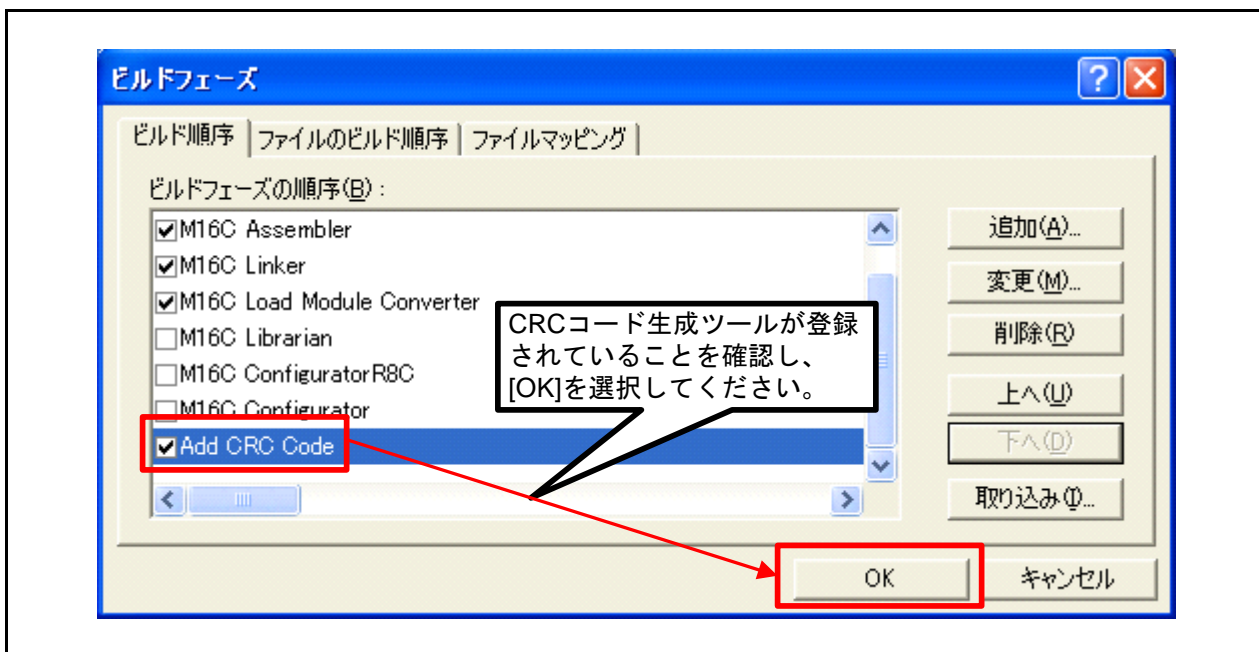 ビルドフェーズ
ビルド順序
ファイルのビルド順序
ファイルマッピング
ビルドフェーズの順序(B):
M16C Assembler
M16C Linker
M16C Load Module Converter
M16C Librarian
M16C ConfiguratorR8C
M16C Configurator
Add CRC Code
CRCコード生成ツールが登録
されていることを確認し、
[OK]を選択してください。
追加(A)...
変更(M)...
削除(R)
上へ(U)
下へ(D)
取り込み(I)...
OK
キャンセル